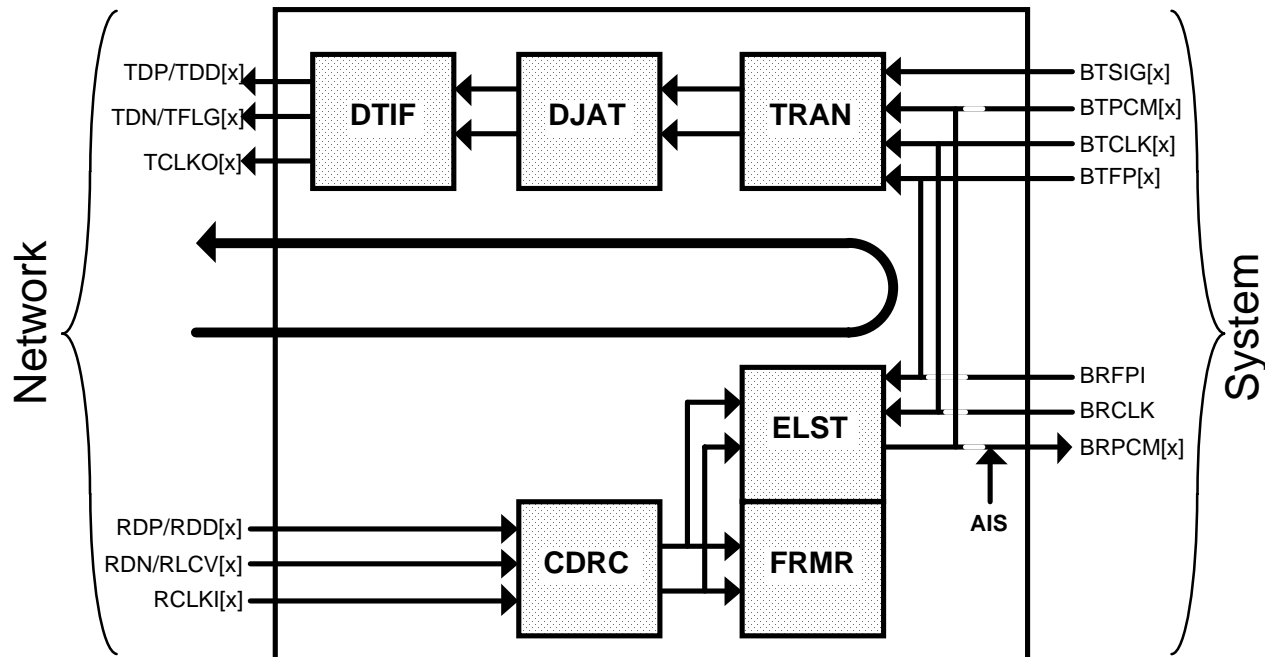 TDP/TDD[x]
TDN/TFLG[x]
TCLKO[x]
DTIF
DJAT
TRAN
BTSIG[x]
BTPCM[x]
BTCLK[x]
BTFP[x]
Network
System
BRFPI
BRCLK
BRPCM[x]
ELST
AIS
RDP/RDD[x]
RDN/RLCV[x]
RCLKI[x]
CDRC
FRMR